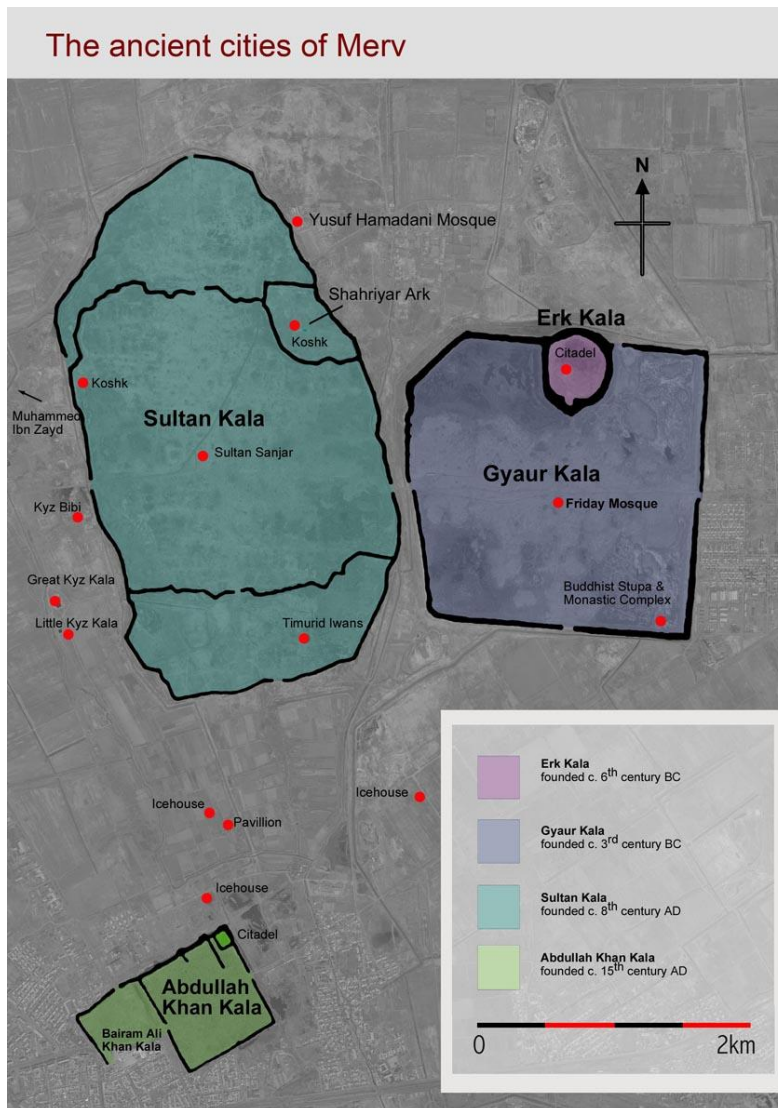 The ancient cities of Merv
N
Yusuf Hamadani Mosque
Shahriyar Ark
Koshk
Erk Kala
Citadel
Koshk
Muhammed
Ibn Zayd
Sultan Kala
Sultan Sanjar
Gyaur Kala
Friday Mosque
Kyz Bibi
Great Kyz Kala
Little Kyz Kala
Timurid Iwans
Buddhist Stupa &
Monastic Complex
Icehouse
Pavillion
Icehouse
Icehouse
Citadel
Abdullah
Khan Kala
Bairam Ali
Khan Kala
Erk Kala
founded c. 6th century BC
Gyaur Kala
founded c. 3rd century BC
Sultan Kala
founded c. 8th century AD
Abdullah Khan Kala
founded c. 15th century AD
0 2km